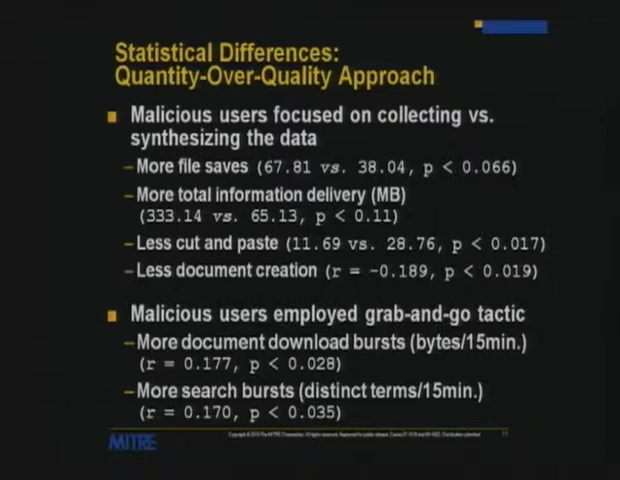 Statistical Differences:
Quantity-Over-Quality Approach
Malicious users focused on collecting vs.
synthesizing the data
–More file saves (67.81 vs. 38.04, p < 0.066)
–More total information delivery (MB)
(333.14 vs. 65.13, p < 0.11)
–Less cut and paste (11.69 vs. 28.76, p < 0.017)
–Less document creation (r = -0.189, p < 0.019)
Malicious users employed grab-and-go tactic
–More document download bursts (bytes/15min.)
(r = 0.177, p < 0.028)
–More search bursts (distinct terms/15min.)
(r = 0.170, p < 0.035)
MITRE